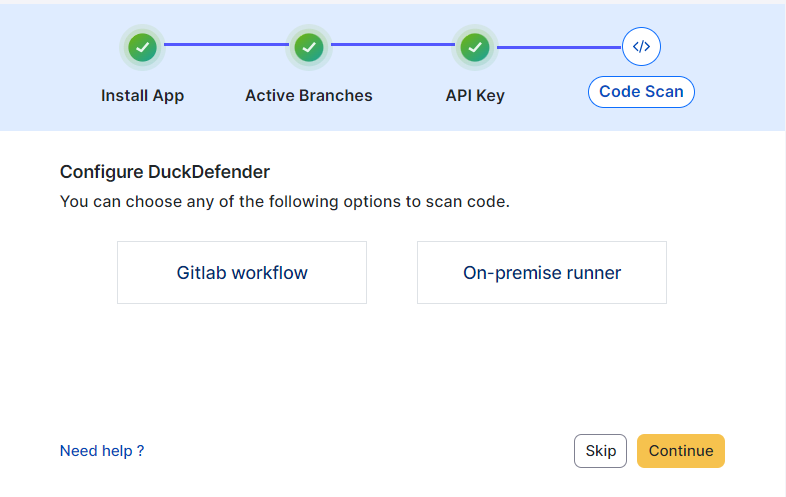 Install App
Active Branches
API Key
</>
Code Scan
Configure DuckDefender
You can choose any of the following options to scan code.
Gitlab workflow
On-premise runner
Need help ?
Skip
Continue